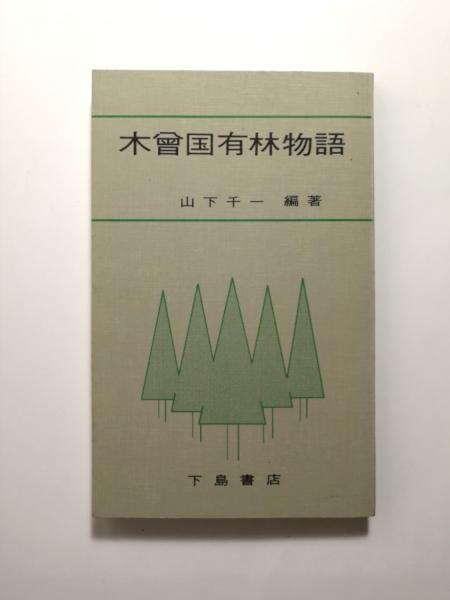 木曾国有林物語
山下千一 編著
下島書店